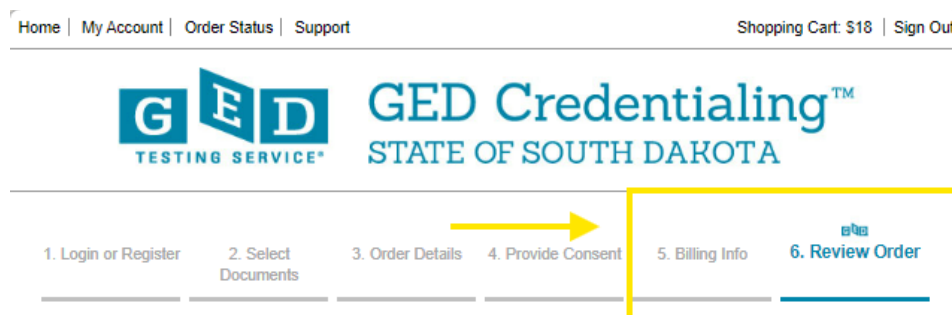 Home | My Account | Order Status | Support
Shopping Cart: $18 | Sign Out
GED
TESTING SERVICE®
GED Credentialing™
STATE OF SOUTH DAKOTA
1. Login or Register
2. Select
Documents
3. Order Details
4. Provide Consent
5. Billing Info
GED
6. Review Order